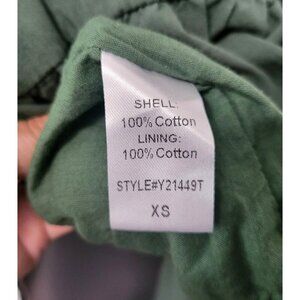 SHELL:
100% Cotton
LINING:
100% Cotton
STYLE#Y21449T
XS